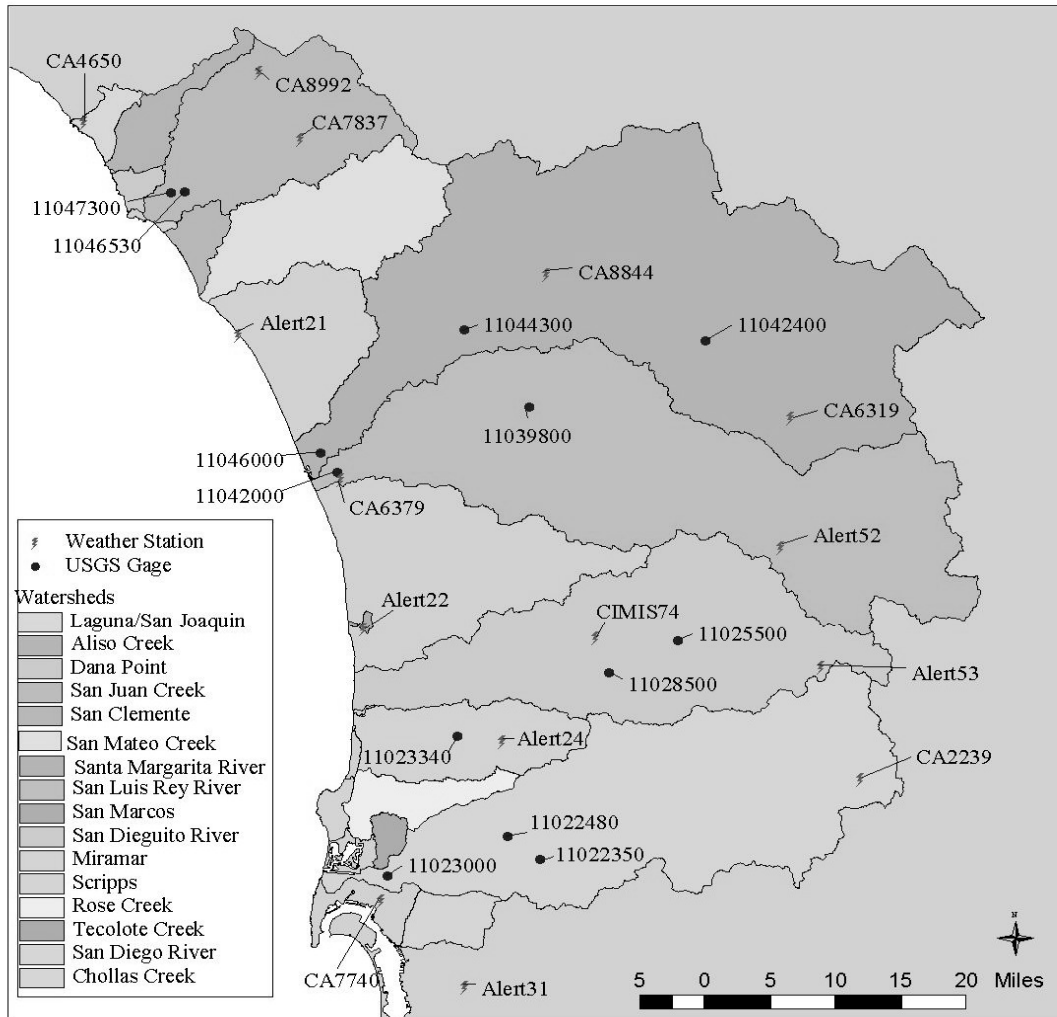 CA4650
CA8992
CA7837
11047300
11046530
CA8844
Alert21
11044300
11042400
CA6319
11039800
11046000
11042000
CA6379
Alert52
Alert22
CIMIS74
11025500
Alert53
11028500
11023340
Alert24
CA2239
11022480
11022350
11023000
CA7740
Alert31
Weather Station
USGS Gage
Watersheds
Laguna/San Joaquin
Aliso Creek
Dana Point
San Juan Creek
San Clemente
San Mateo Creek
Santa Margarita River
San Luis Rey River
San Marcos
San Dieguito River
Miramar
Scripps
Rose Creek
Tecolote Creek
San Diego River
Chollas Creek
N
5 0 5 10 15 20 Miles